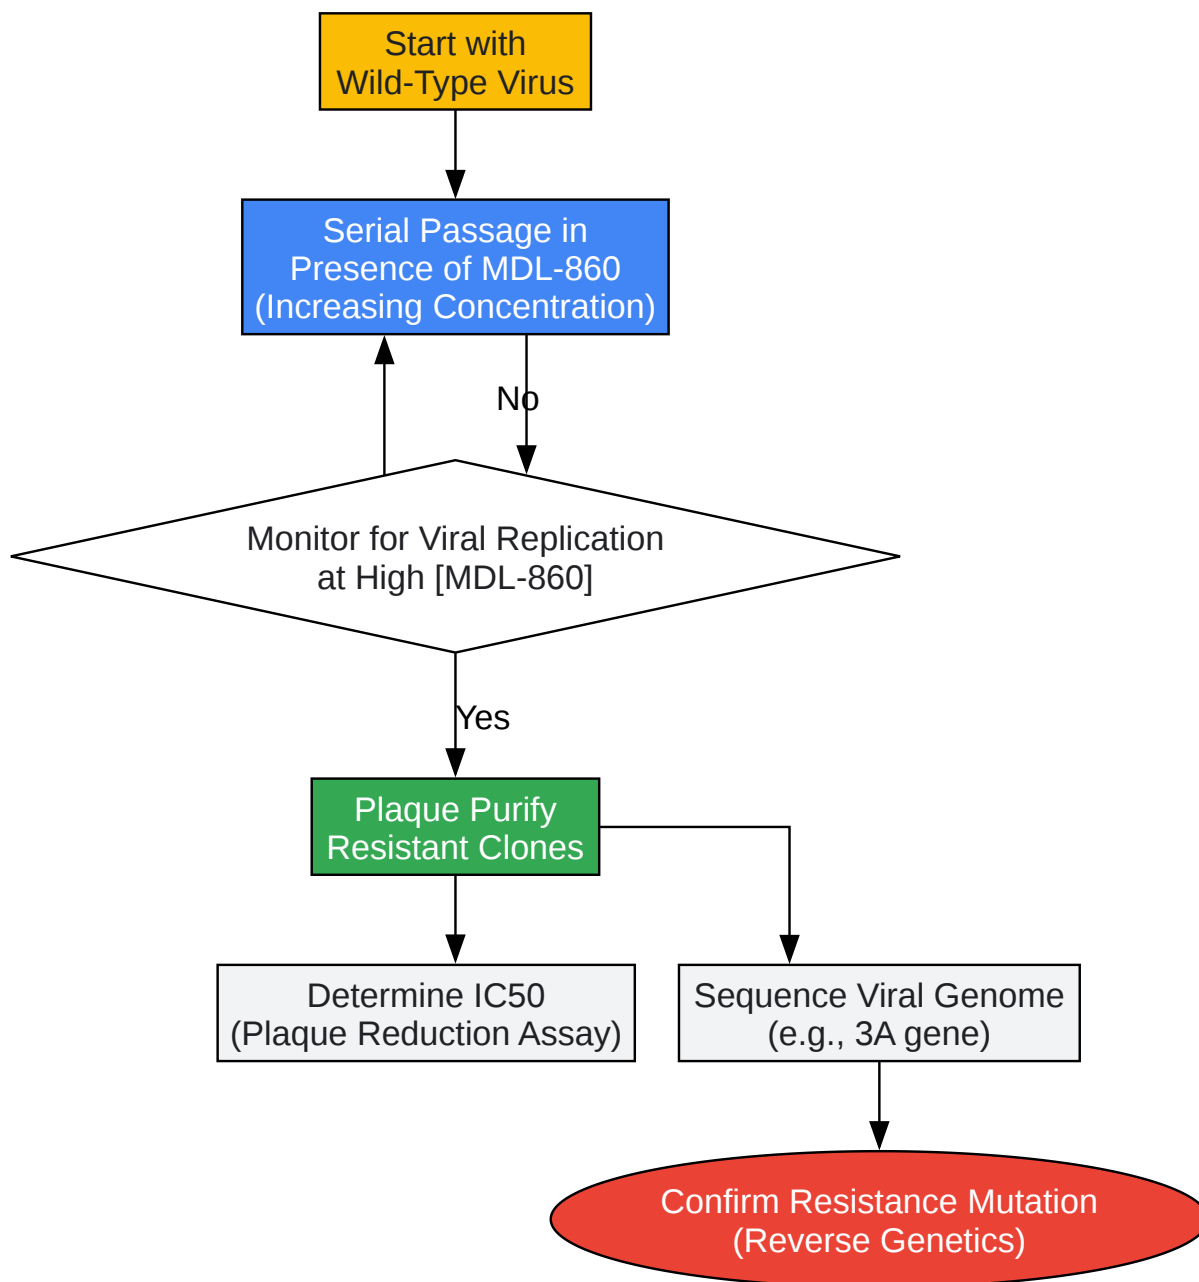 Start with
Wild-Type Virus
Serial Passage in
Presence of MDL-860
(Increasing Concentration)
No
Monitor for Viral Replication
at High [MDL-860]
Yes
Plaque Purify
Resistant Clones
Determine IC50
(Plaque Reduction Assay)
Sequence Viral Genome
(e.g., 3A gene)
Confirm Resistance Mutation
(Reverse Genetics)